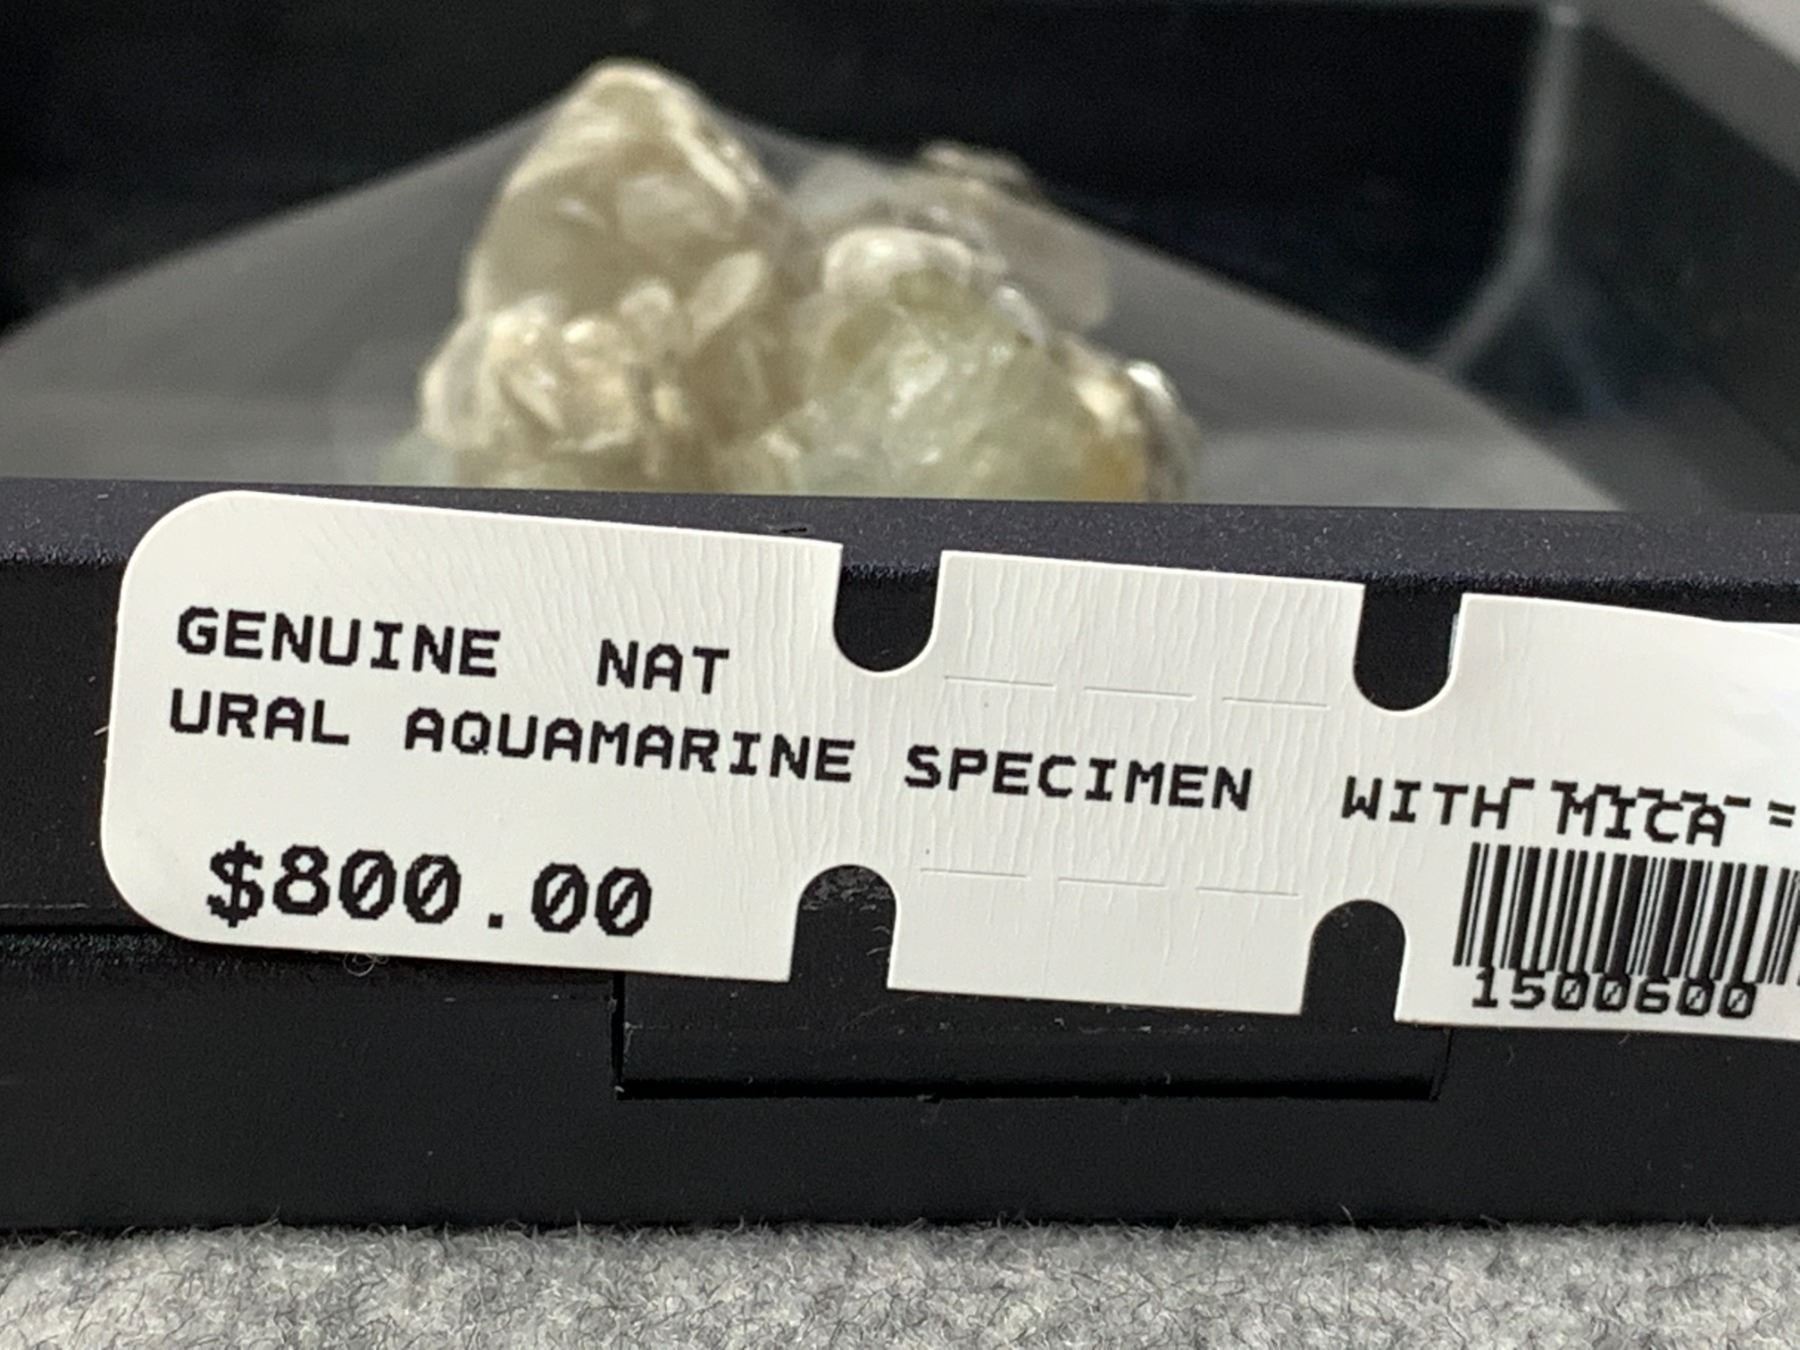 GENUINE NAT
URAL AQUAMARINE SPECIMEN WITH MICA
$800.00
1500600